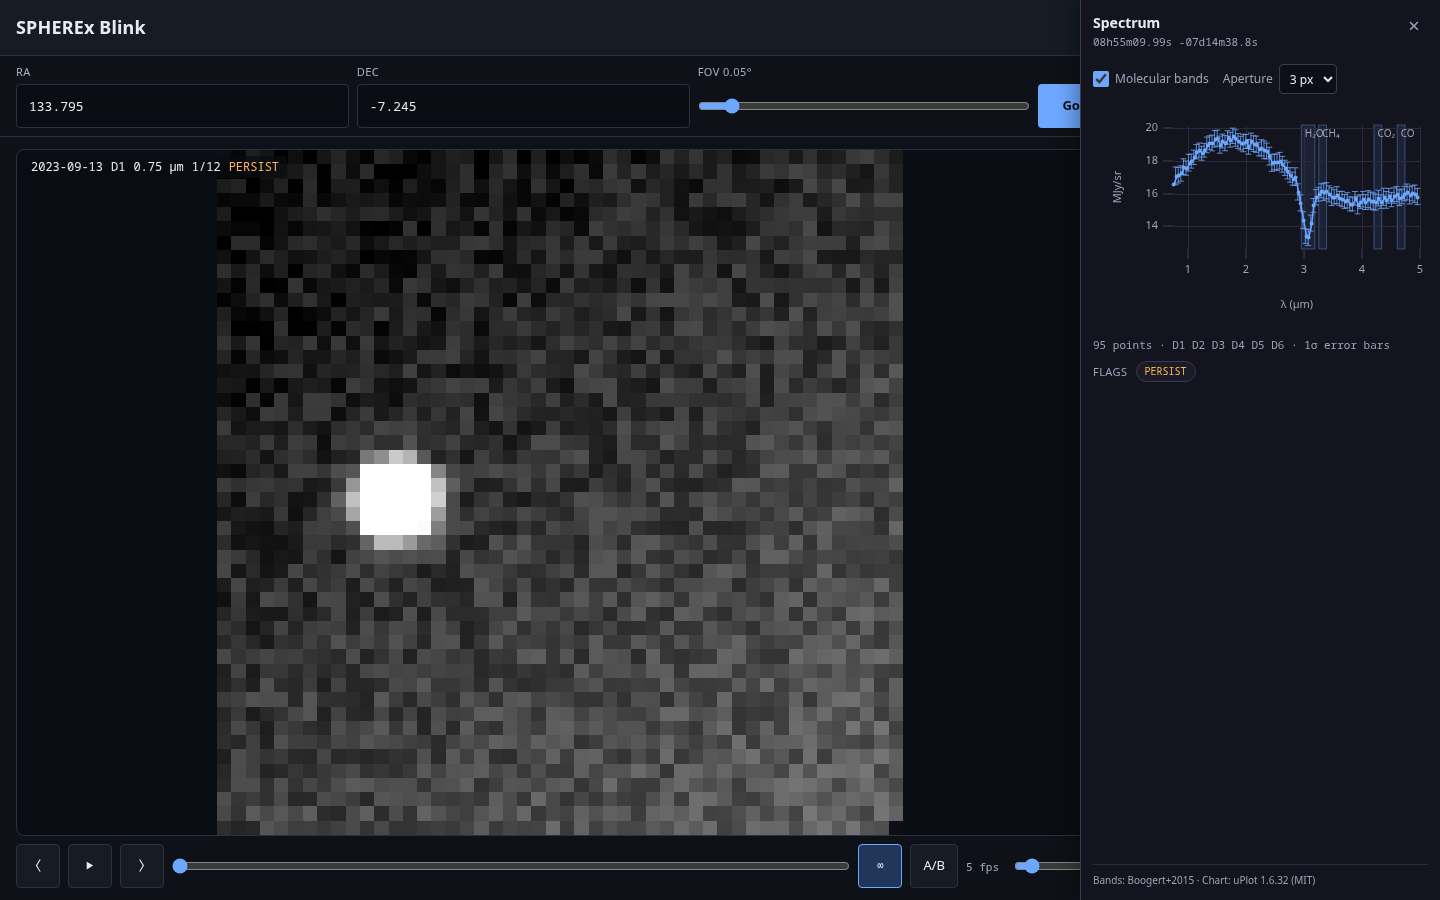 SPHEREx Blink
RA
DEC
FOV 0.05°
133.795
-7.245
Go
2023-09-13 D1 0.75 µm 1/12 PERSIST
A/B
5 fps
∞
Spectrum
✕
08h55m09.99s -07d14m38.8s
Molecular bands
Aperture
3 px
H₂O
CH₄
CO₂
CO
20
18
16
14
MJy/sr
1
2
3
4
5
λ (µm)
95 points · D1 D2 D3 D4 D5 D6 · 1σ error bars
FLAGS
PERSIST
Bands: Boogert+2015 · Chart: uPlot 1.6.32 (MIT)